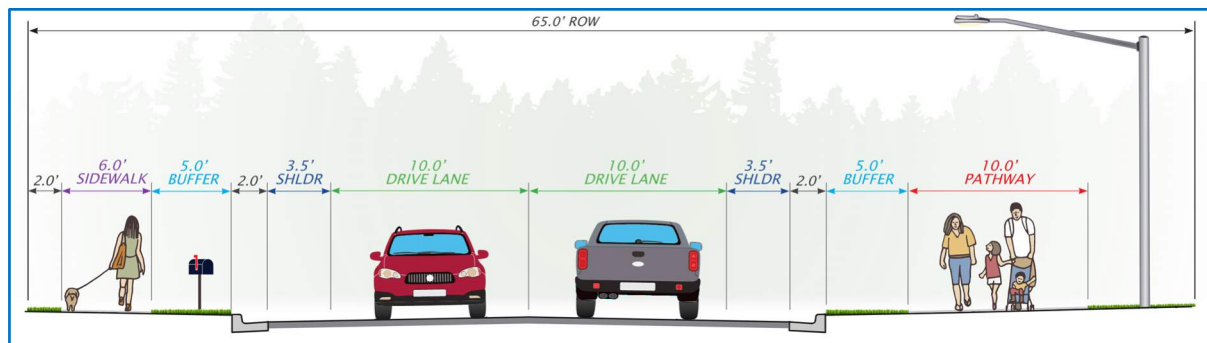 65.0' ROW
2.0'
6.0'
SIDEWALK
5.0'
BUFFER
2.0'
3.5'
SHLDR
10.0'
DRIVE LANE
10.0'
DRIVE LANE
3.5'
SHLDR
2.0'
5.0'
BUFFER
10.0'
PATHWAY